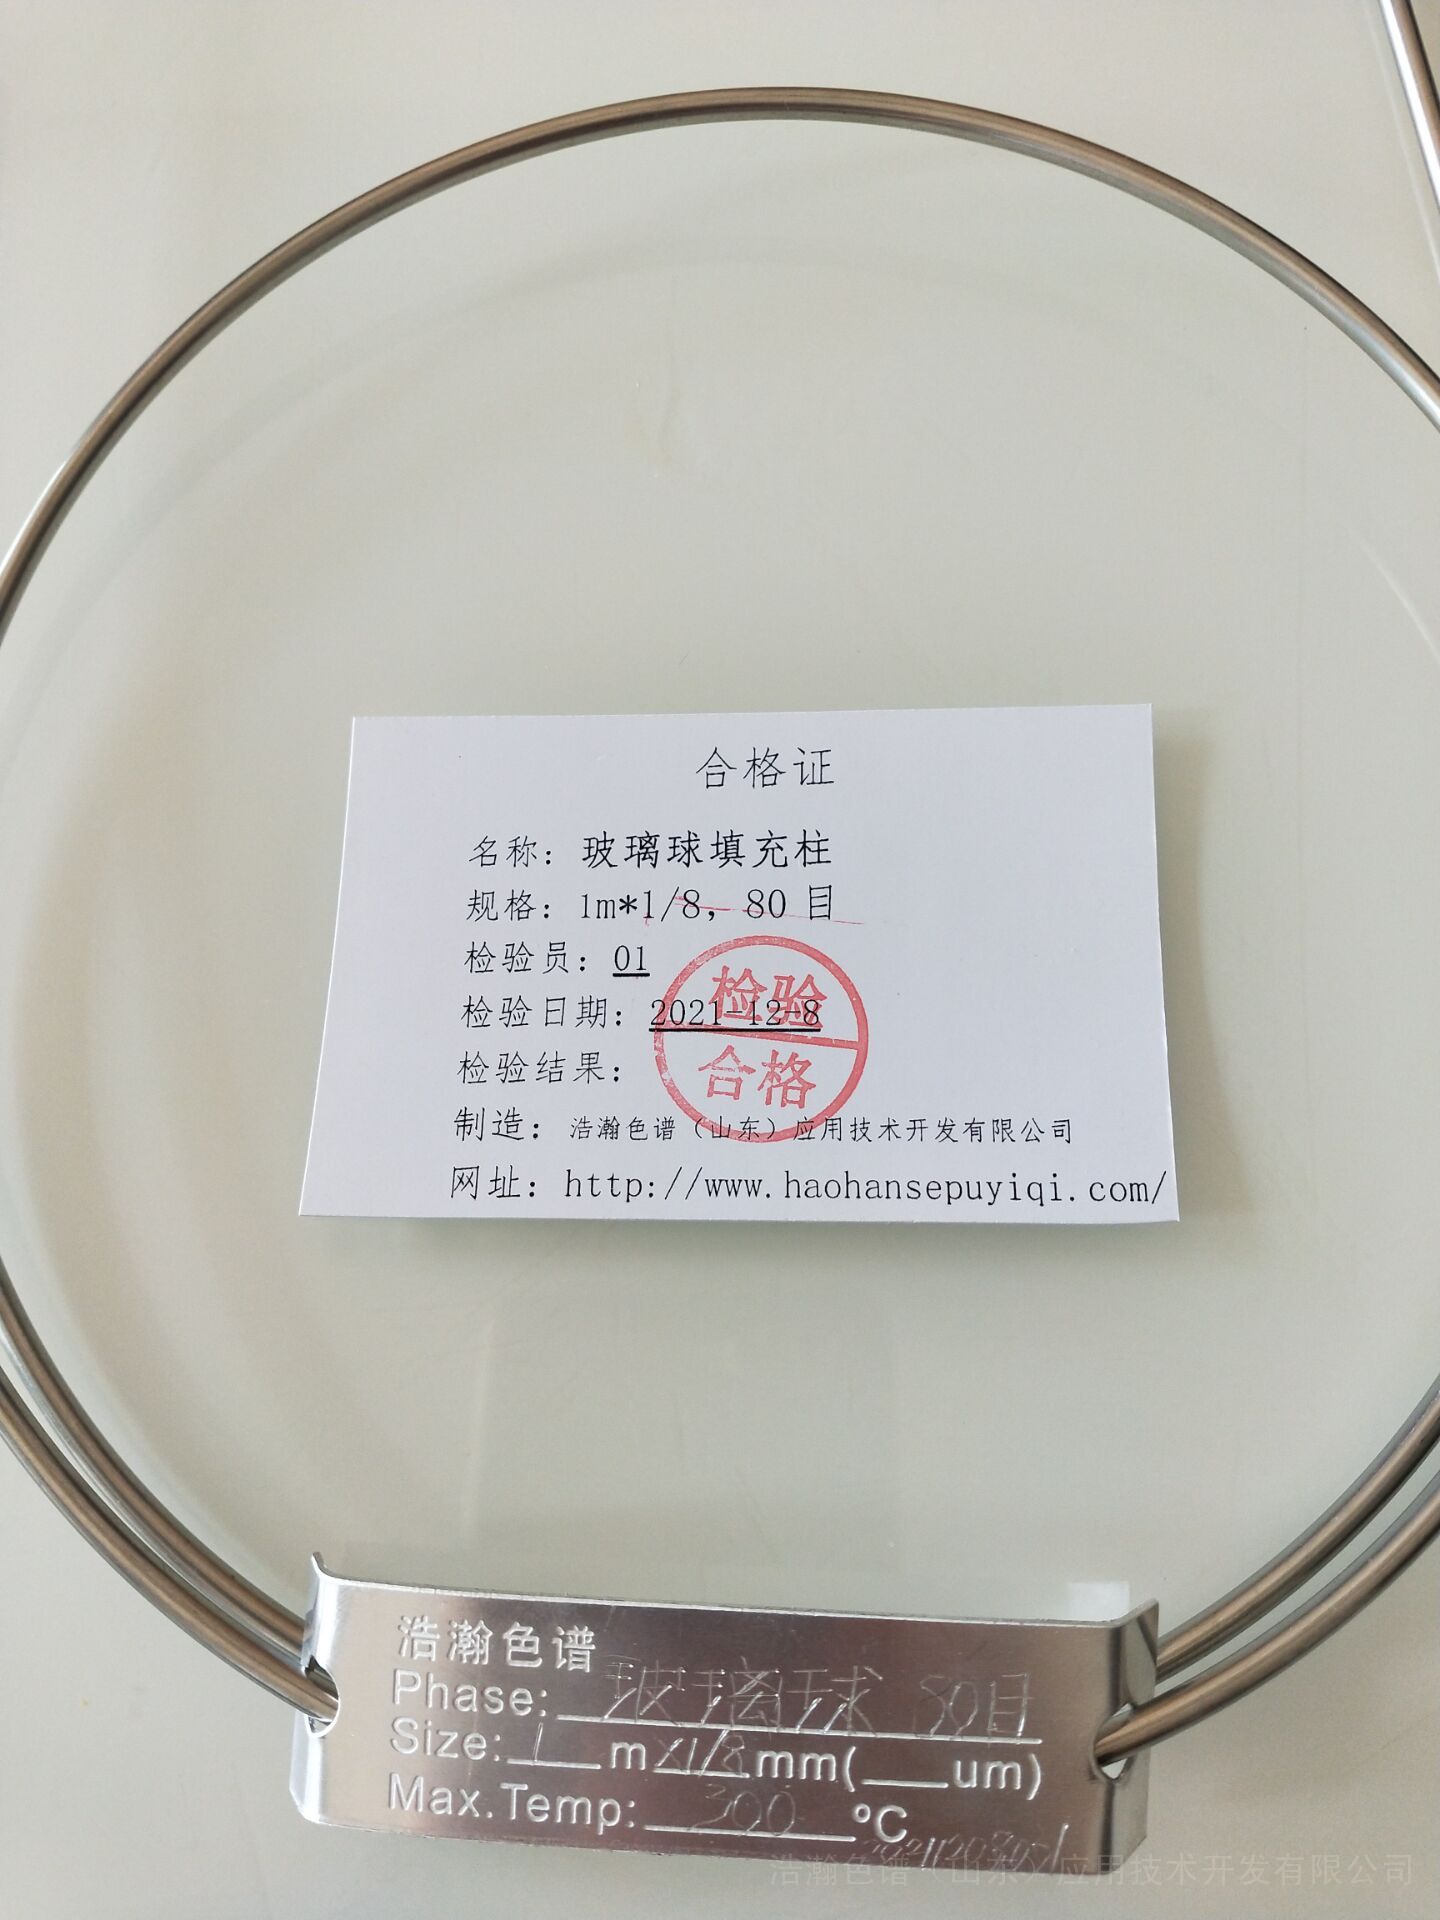 合格证
名称：玻璃球填充柱
规格：1m*1/8，80 目
检验员：01
检验日期：2021-12-8
检验结果：
检验
合格
制造：浩瀚色谱（山东）应用技术开发有限公司
网址：http://www.haohansepuyiqi.com/
浩瀚色谱
Phase: 玻璃球 80目
Size: 1 m x1/8 mm(___um)
Max.Temp: 300 °C
浩瀚色谱（山东）应用技术开发有限公司